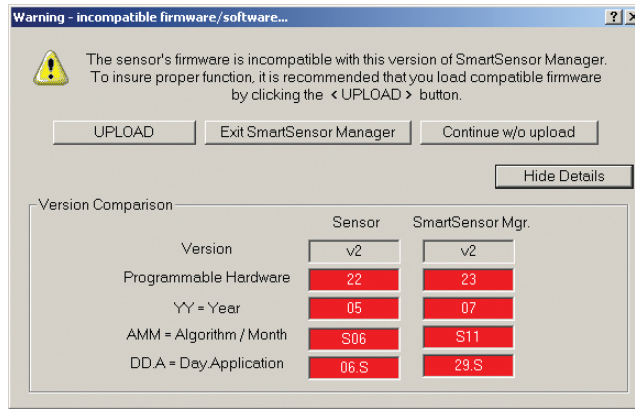 Warning - incompatible firmware/software...
The sensor's firmware is incompatible with this version of SmartSensor Manager.
To insure proper function, it is recommended that you load compatible firmware
by clicking the < UPLOAD > button.
UPLOAD Exit SmartSensor Manager Continue w/o upload
Hide Details
Version Comparison
Sensor SmartSensor Mgr.
Version v2 v2
Programmable Hardware 22 23
YY = Year 05 07
AMM = Algorithm / Month S06 S11
DD.A = Day.Application 06.S 29.S